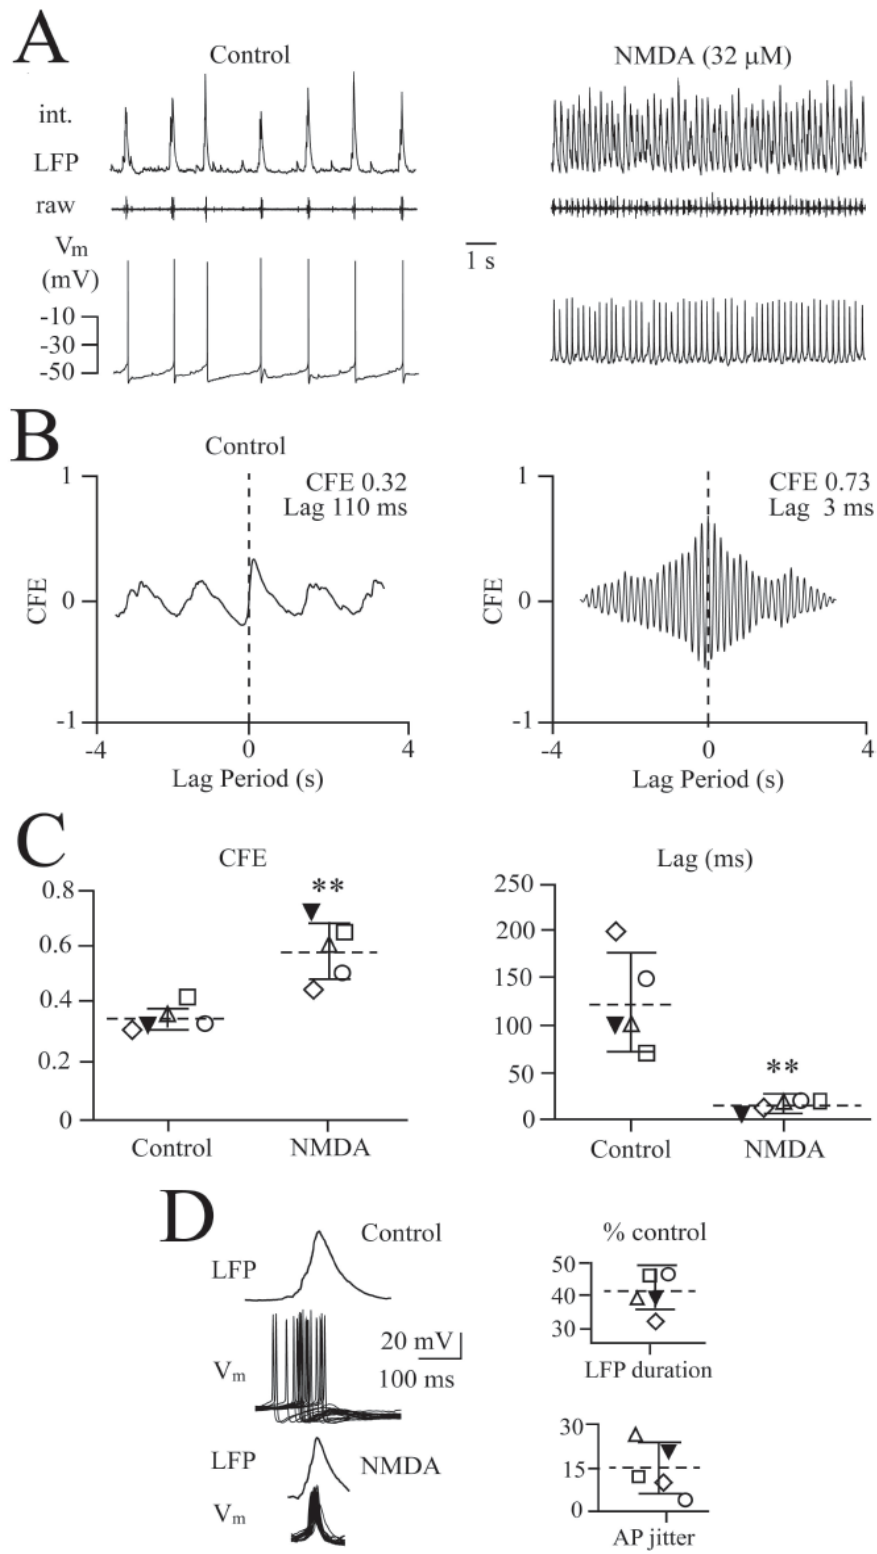 A
Control
NMDA (32 μM)
int.
LFP
raw
Vm
(mV)
-10
-30
-50
1 s
B
Control
1
0
-1
CFE
CFE 0.32
Lag 110 ms
-4
0
4
Lag Period (s)
1
0
-1
CFE
CFE 0.73
Lag 3 ms
-4
0
4
Lag Period (s)
C
CFE
0.8
0.6
0.4
0.2
0
**
Control
NMDA
Lag (ms)
250
200
150
100
50
0
**
Control
NMDA
D
Control
LFP
Vm
20 mV
100 ms
LFP
NMDA
Vm
% control
50
40
30
LFP duration
30
15
0
AP jitter